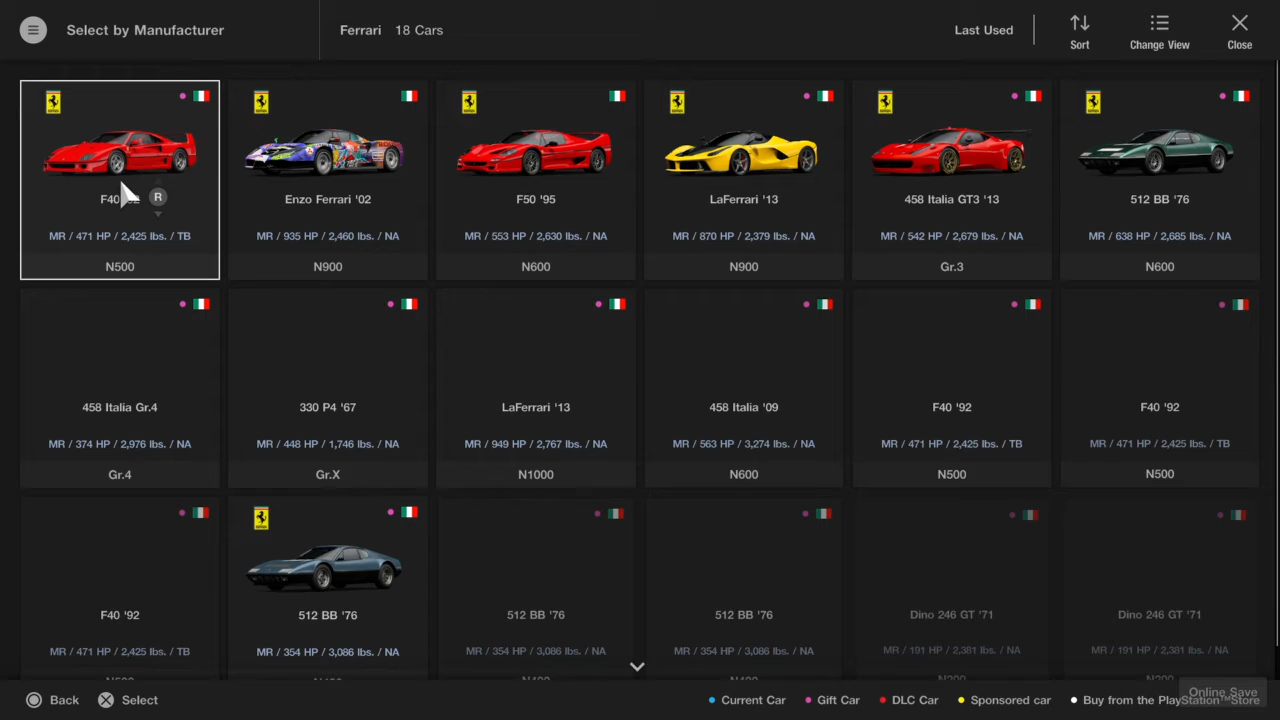 Select by Manufacturer
Ferrari 18 Cars
Last Used
Sort
Change View
Close
F40
R
MR / 471 HP / 2,425 lbs. / TB
N500
Enzo Ferrari '02
MR / 935 HP / 2,460 lbs. / NA
N900
F50 '95
MR / 553 HP / 2,630 lbs. / NA
N600
LaFerrari '13
MR / 870 HP / 2,379 lbs. / NA
N900
458 Italia GT3 '13
MR / 542 HP / 2,679 lbs. / NA
Gr.3
512 BB '76
MR / 638 HP / 2,685 lbs. / NA
N600
458 Italia Gr.4
MR / 374 HP / 2,976 lbs. / NA
Gr.4
330 P4 '67
MR / 448 HP / 1,746 lbs. / NA
Gr.X
LaFerrari '13
MR / 949 HP / 2,767 lbs. / NA
N1000
458 Italia '09
MR / 563 HP / 3,274 lbs. / NA
N600
F40 '92
MR / 471 HP / 2,425 lbs. / TB
N500
F40 '92
MR / 471 HP / 2,425 lbs. / TB
N500
F40 '92
MR / 471 HP / 2,425 lbs. / TB
512 BB '76
MR / 354 HP / 3,086 lbs. / NA
512 BB '76
MR / 354 HP / 3,086 lbs. / NA
512 BB '76
MR / 354 HP / 3,086 lbs. / NA
Dino 246 GT '71
MR / 191 HP / 2,381 lbs. / NA
Dino 246 GT '71
MR / 191 HP / 2,381 lbs. / NA
Back
Select
Current Car
Gift Car
DLC Car
Sponsored car
Buy from the PlayStation™Store
Online Save